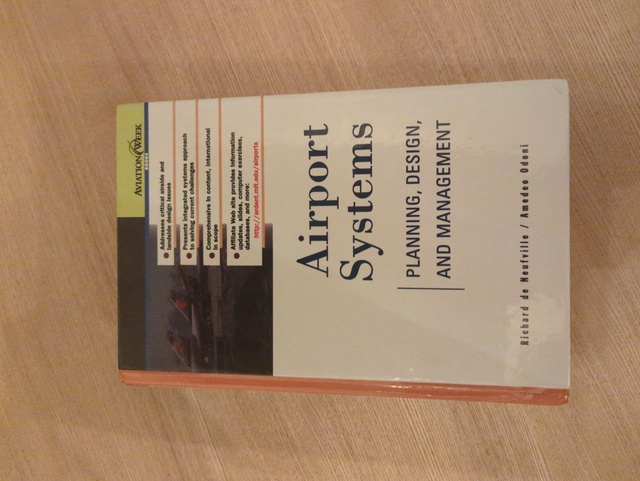 AVIATION WEEK
BOOKS
• Addresses critical airside and
landside design issues
• Presents integrated systems approach
to solving current challenges
• Comprehensive in content, international
in scope
• Affiliate Web site provides information
updates, slides, computer exercises,
databases, and more:
http://ardent.mit.edu/airports
Airport
Systems
PLANNING, DESIGN,
AND MANAGEMENT
Richard de Neufville / Amedeo Odoni